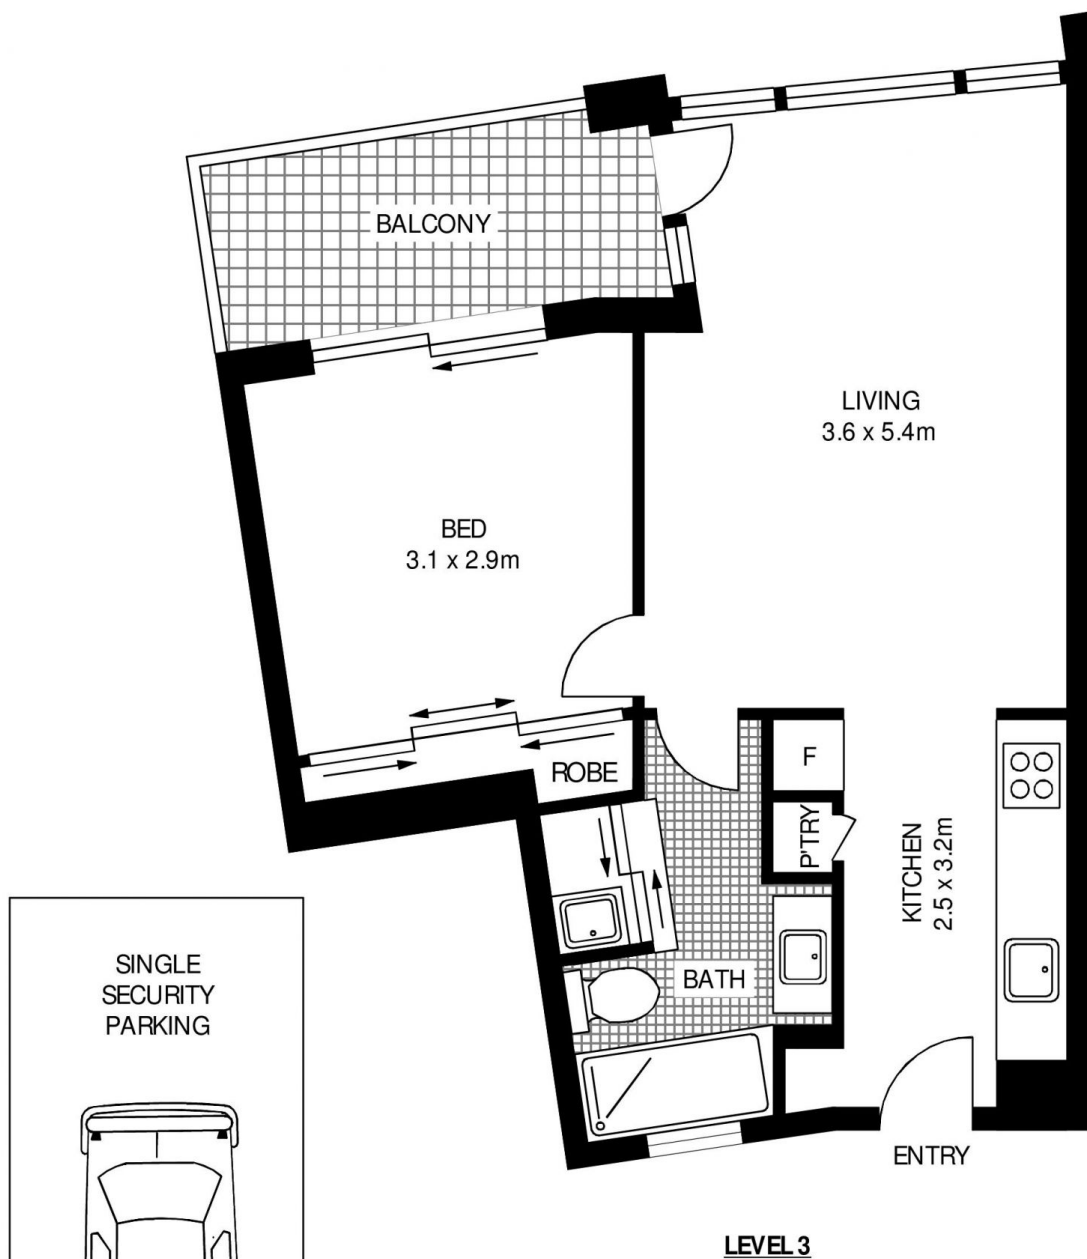 BALCONY
LIVING
3.6 x 5.4m
BED
3.1 x 2.9m
ROBE
F
P'TRY
KITCHEN
2.5 x 3.2m
BATH
SINGLE
SECURITY
PARKING
ENTRY
LEVEL 3